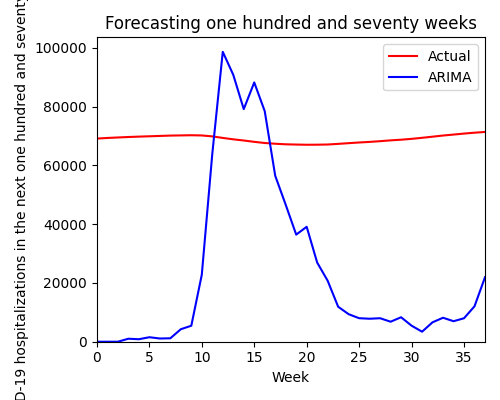 Forecasting one hundred and seventy weeks
D-19 hospitalizations in the next one hundred and seventy
100000
80000
60000
40000
20000
0
Actual
ARIMA
0 5 10 15 20 25 30 35
Week